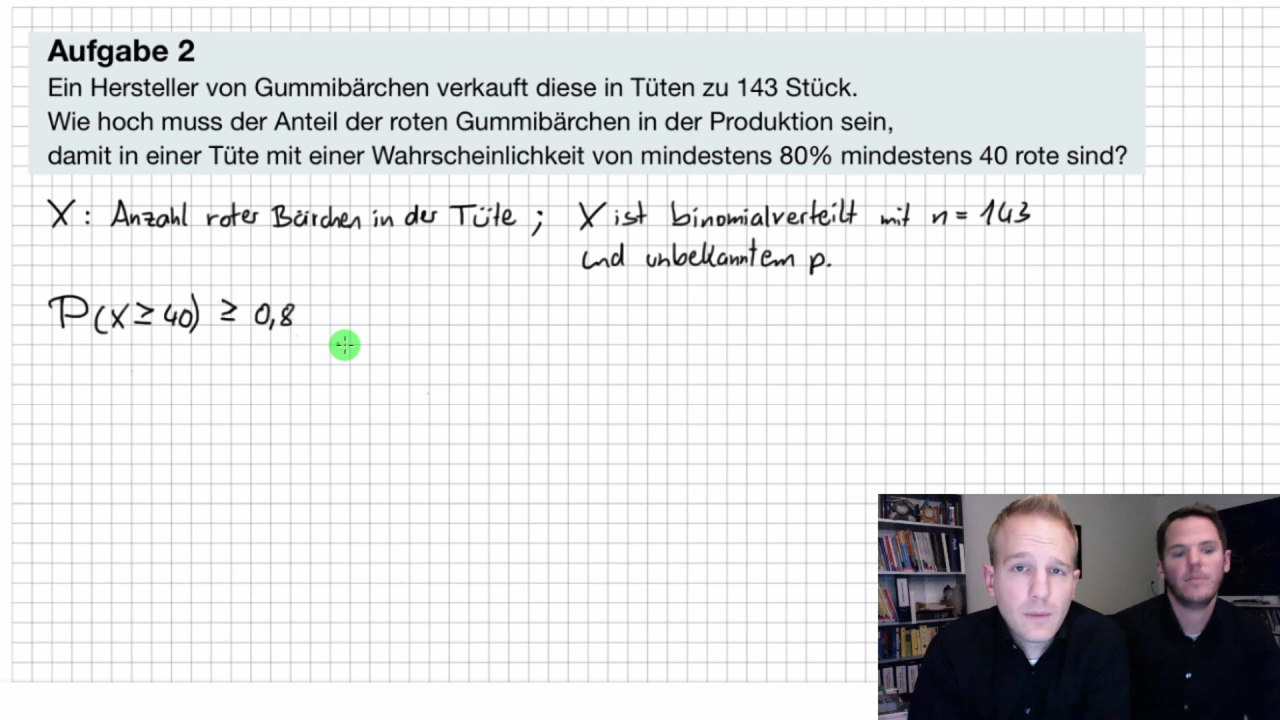 Aufgabe 2
Ein Hersteller von Gummibärchen verkauft diese in Tüten zu 143 Stück.
Wie hoch muss der Anteil der roten Gummibärchen in der Produktion sein,
damit in einer Tüte mit einer Wahrscheinlichkeit von mindestens 80% mindestens 40 rote sind?
X: Anzahl roter Bärchen in der Tüte ; X ist binomialverteilt mit n = 143
und unbekanntem p.
P(X ≥ 40) ≥ 0,8